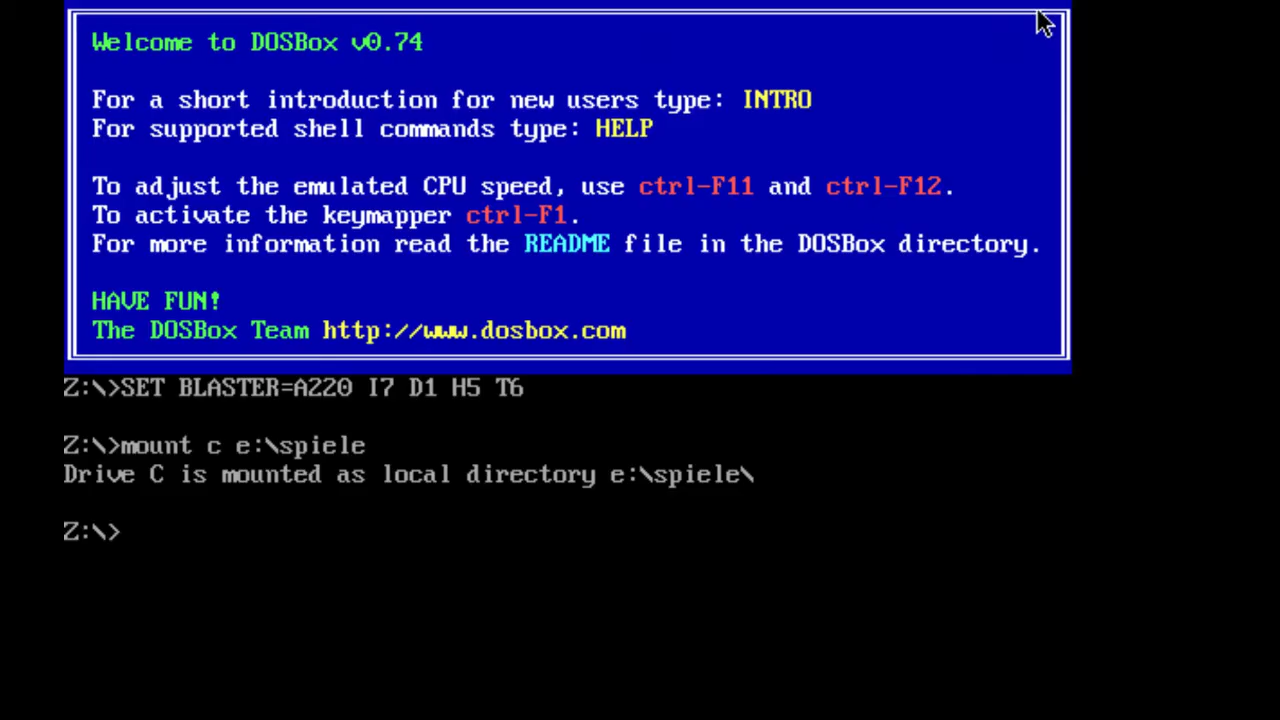 Welcome to DOSBox v0.74
For a short introduction for new users type: INTRO
For supported shell commands type: HELP
To adjust the emulated CPU speed, use ctrl-F11 and ctrl-F12.
To activate the keymapper ctrl-F1.
For more information read the README file in the DOSBox directory.
HAVE FUN!
The DOSBox Team http://www.dosbox.com
Z:\>SET BLASTER=A220 I7 D1 H5 T6
Z:\>mount c e:\spiele
Drive C is mounted as local directory e:\spiele\
Z:\>